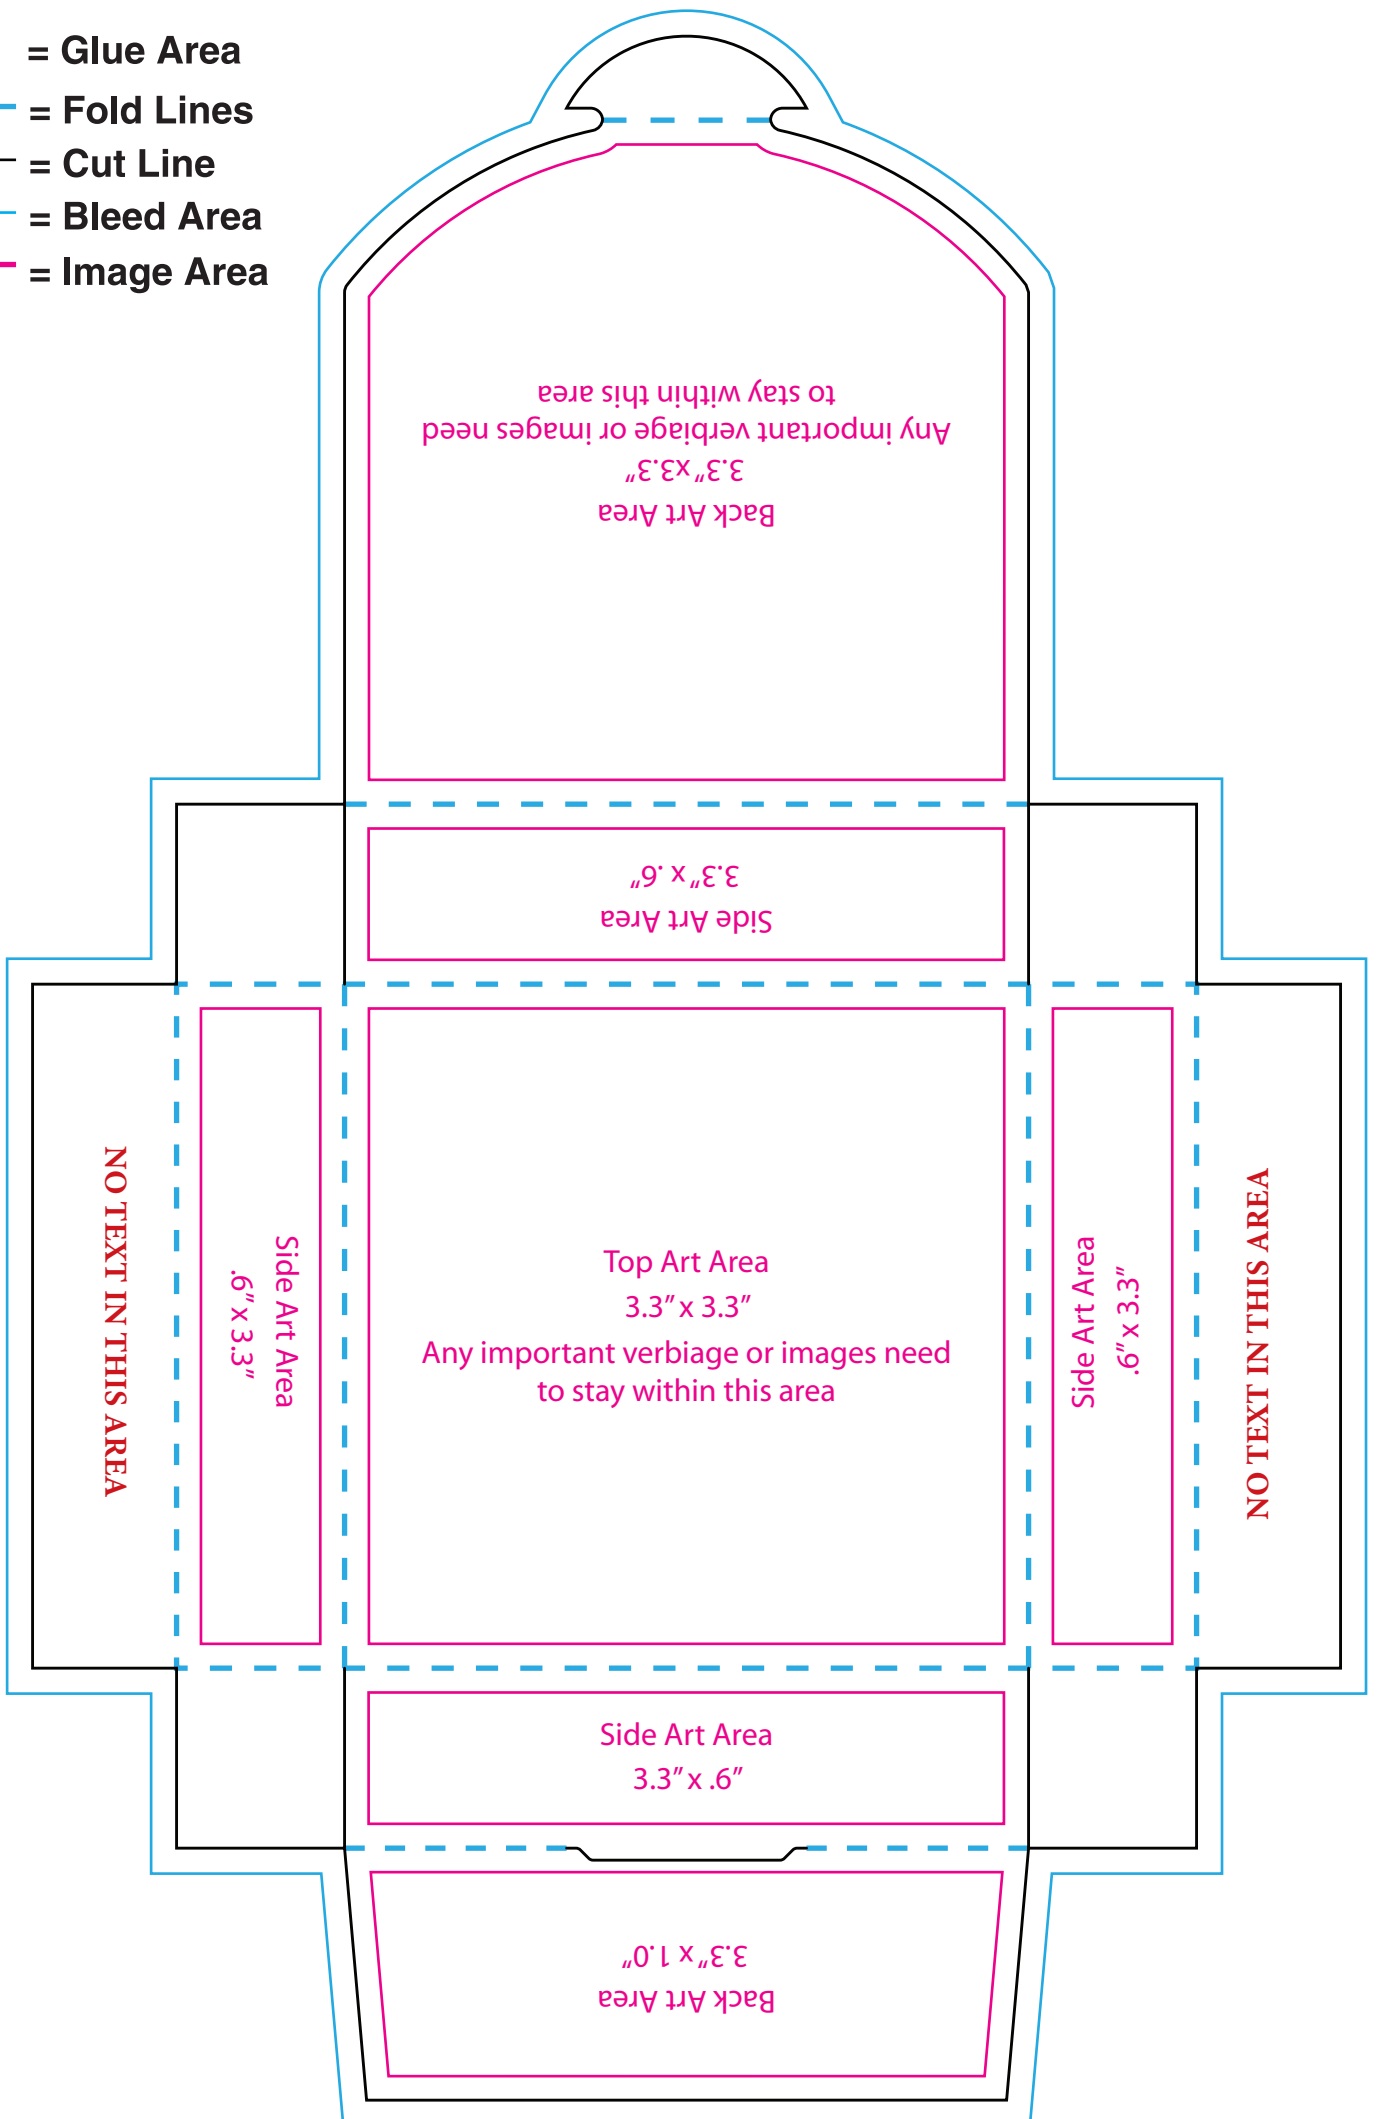 = Glue Area
= Fold Lines
= Cut Line
= Bleed Area
= Image Area
Back Art Area
3.3”x3.3”
Any important verbiage or images need
to stay within this area
Side Art Area
3.3”x .6”
NO TEXT IN THIS AREA
Side Art Area
.6”x 3.3”
Top Art Area
3.3”x 3.3”
Any important verbiage or images need
to stay within this area
Side Art Area
.6”x 3.3”
NO TEXT IN THIS AREA
Side Art Area
3.3”x .6”
Back Art Area
3.3”x 1.0”